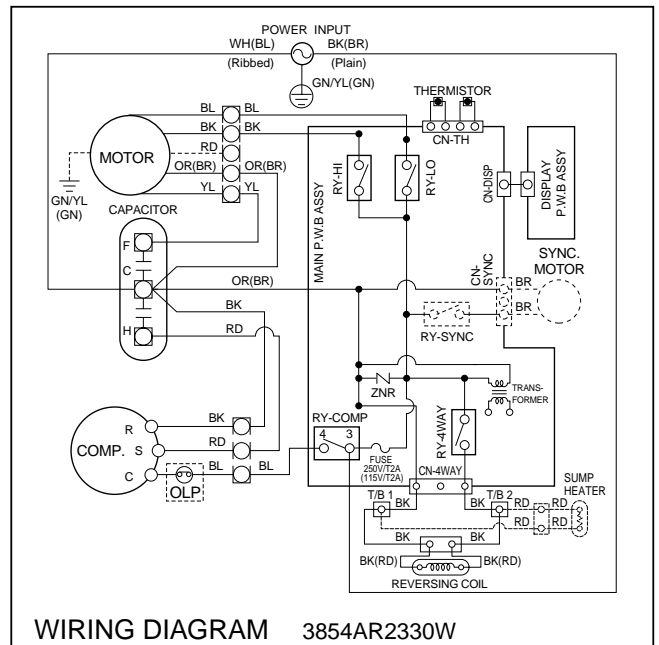 POWER INPUT
WH(BL) BK(BR)
(Ribbed) (Plain)
GN/YL(GN)
THERMISTOR
CN-TH
BL BL
BK BK
RD
OR(BR) OR(BR)
YL YL
MOTOR
GN/YL
(GN)
CAPACITOR
F
C
H
MAIN P.W.B ASSY
RY-HI
RY-LO
CN-DISP
DISPLAY
P.W.B ASSY
SYNC.
MOTOR
CN-
SYNC
BR
BR
OR(BR)
BK
RD
RY-SYNC
ZNR
TRANS-
FORMER
RY-COMP
4 3
RY-4WAY
FUSE
250V/T2A
(115V/T2A)
CN-4WAY
COMP.
R
S
C
BK
RD
BL BL
OLP
SUMP
HEATER
T/B 1 BK BK T/B 2 RD RD
RD RD
BK BK
BK(RD) BK(RD)
REVERSING COIL
WIRING DIAGRAM 3854AR2330W